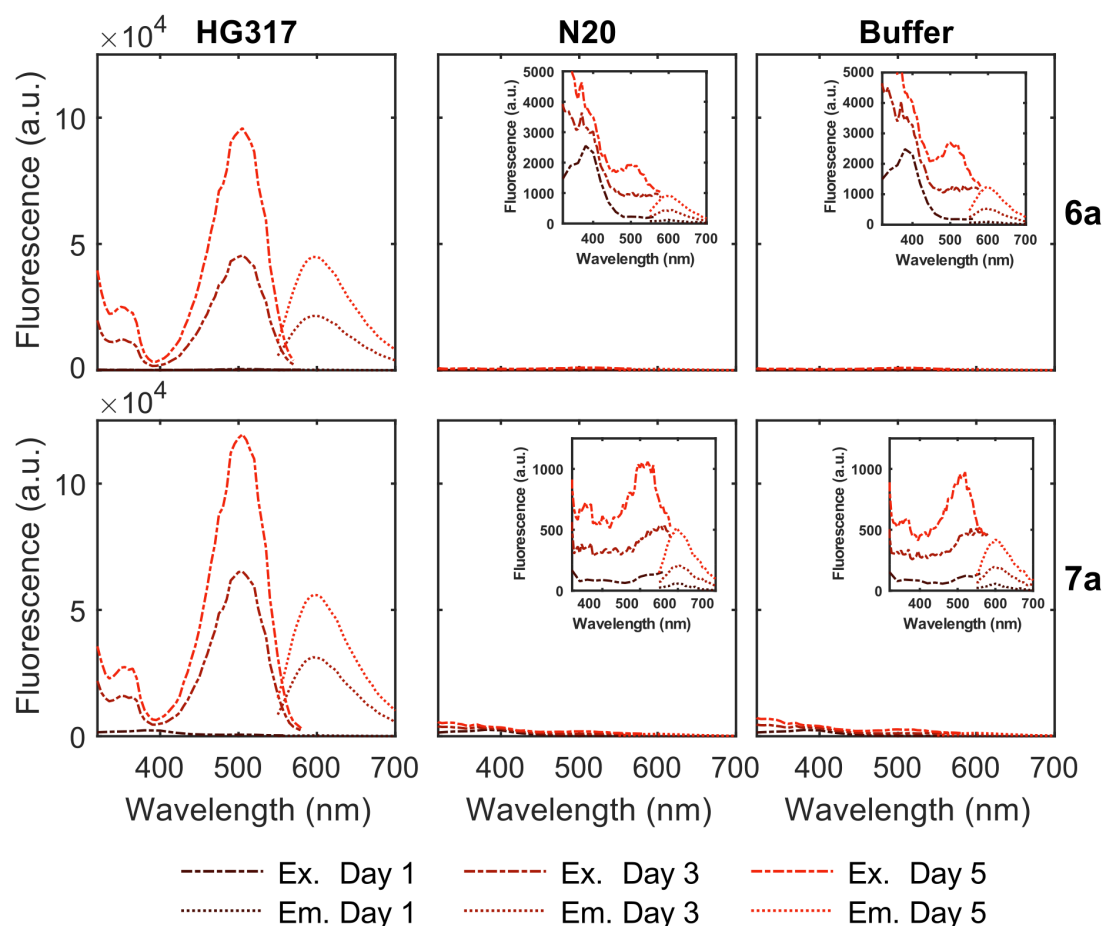 HG317 N20 Buffer
×10⁴
Fluorescence (a.u.)
10
5
0
Fluorescence (a.u.)
5000
4000
3000
2000
1000
0
400 500 600 700
Wavelength (nm)
Fluorescence (a.u.)
5000
4000
3000
2000
1000
0
400 500 600 700
Wavelength (nm)
6a
×10⁴
Fluorescence (a.u.)
10
5
0
400 500 600 700
Wavelength (nm)
Fluorescence (a.u.)
1000
500
0
400 500 600 700
Wavelength (nm)
400 500 600 700
Wavelength (nm)
Fluorescence (a.u.)
1000
500
0
400 500 600 700
Wavelength (nm)
400 500 600 700
Wavelength (nm)
7a
Ex. Day 1 Ex. Day 3 Ex. Day 5
Em. Day 1 Em. Day 3 Em. Day 5